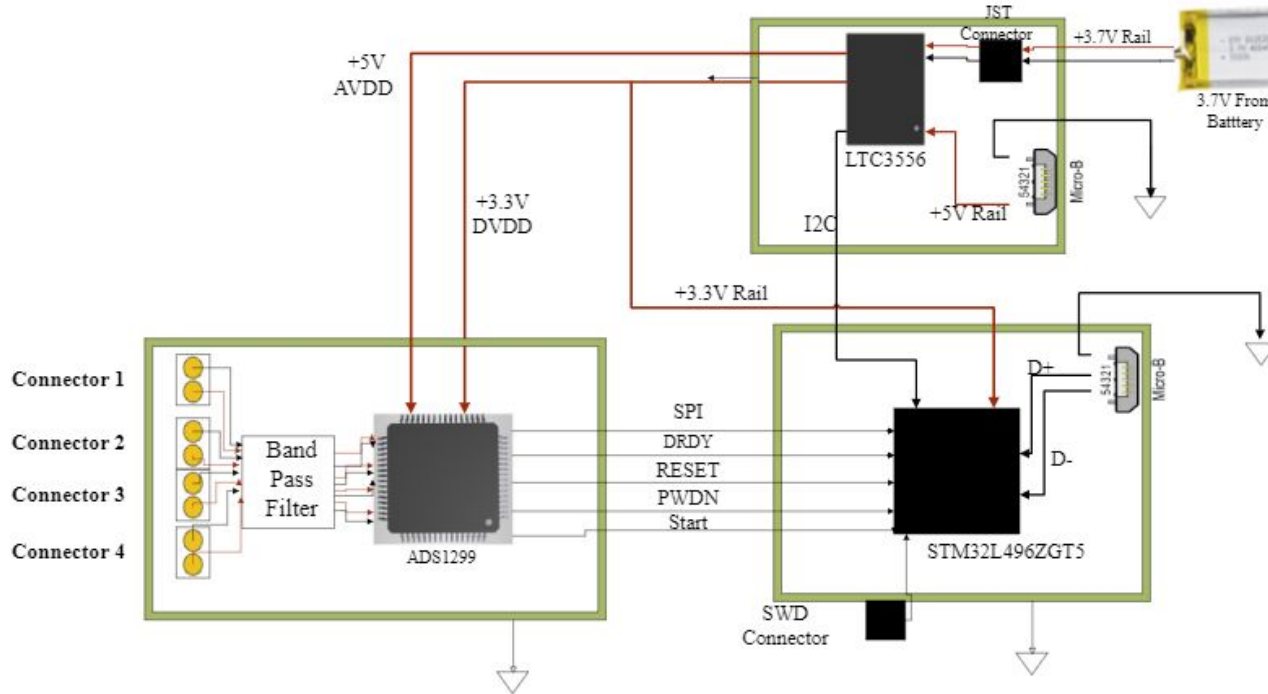 JST
Connector
+3.7V Rail
3.7V From
Batttery
+5V
AVDD
LTC3556
54321
Micro-B
+5V Rail
+3.3V
DVDD
I2C
+3.3V Rail
Connector 1
Connector 2
Connector 3
Connector 4
Band
Pass
Filter
ADS1299
SPI
DRDY
RESET
PWDN
Start
D+
D-
54321
Micro-B
STM32L496ZGT5
SWD
Connector